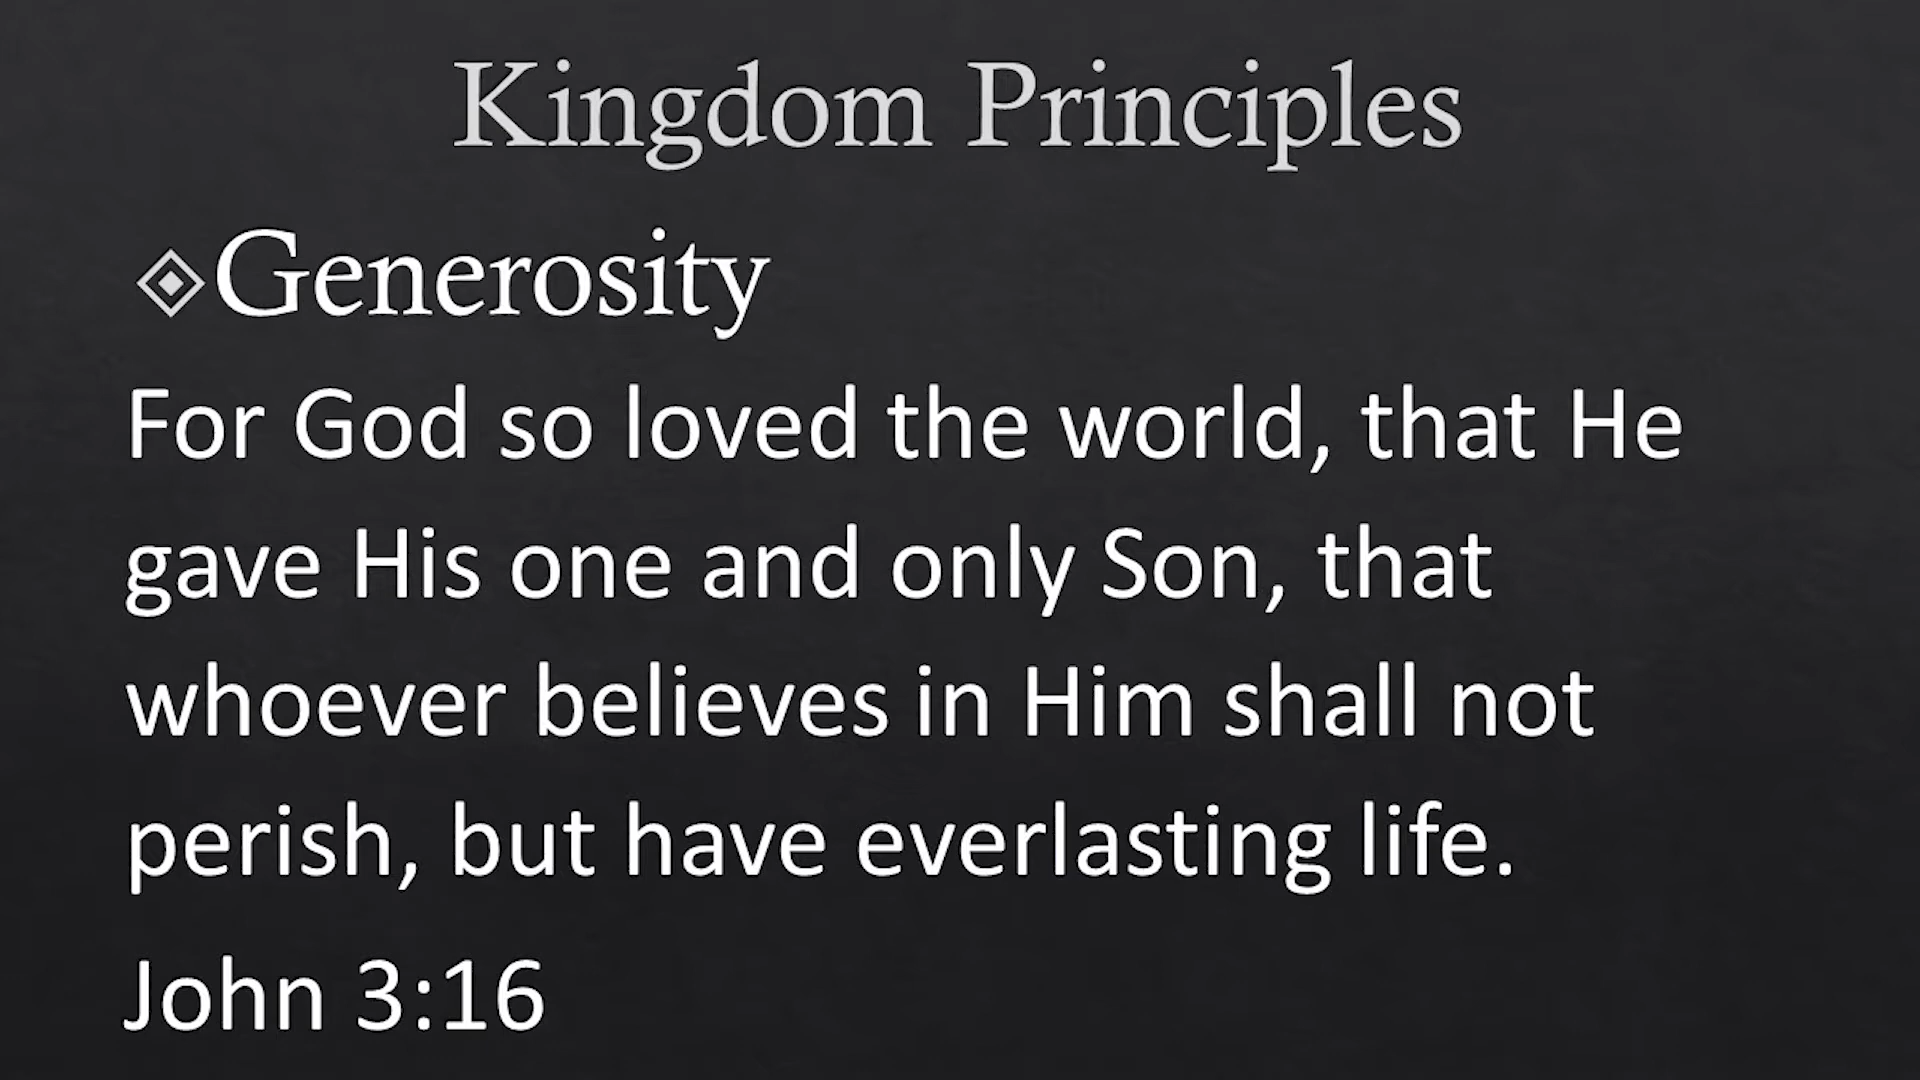 Kingdom Principles
Generosity
For God so loved the world, that He
gave His one and only Son, that
whoever believes in Him shall not
perish, but have everlasting life.
John 3:16